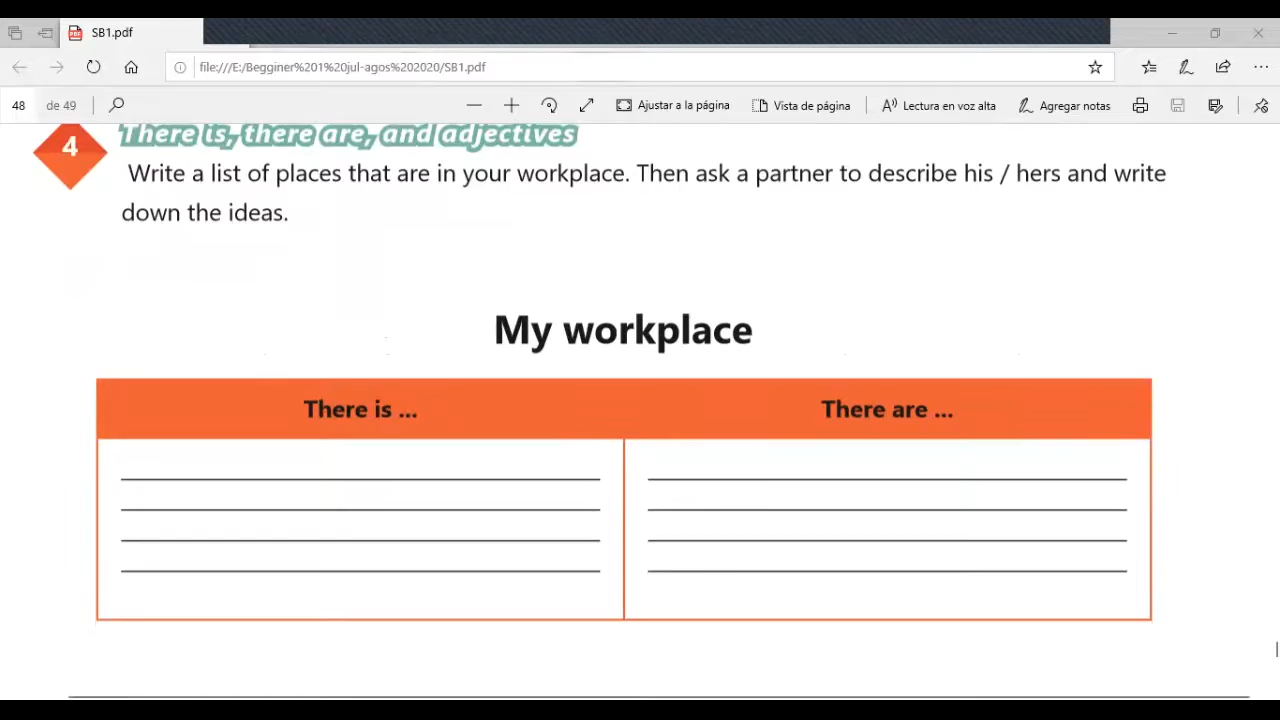 SB1.pdf
file:///E:/Begginer%201%20jul-agos%202020/SB1.pdf
48 de 49 Ajustar a la página Vista de página Lectura en voz alta Agregar notas
4 There is, there are, and adjectives
Write a list of places that are in your workplace. Then ask a partner to describe his / hers and write
down the ideas.
My workplace
There is ... There are ...